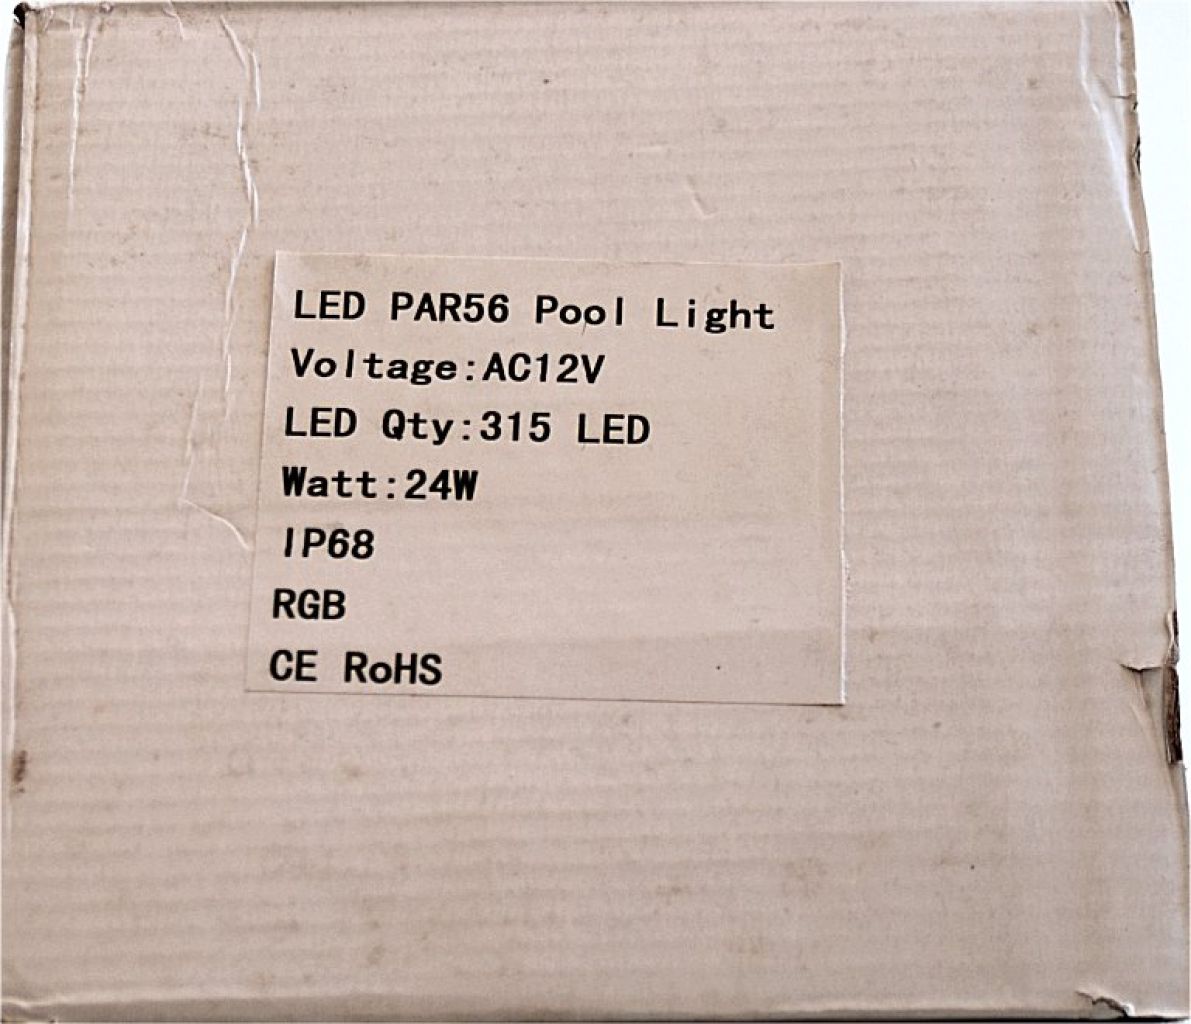 LED PAR56 Pool Light
Voltage:AC12V
LED Qty:315 LED
Watt:24W
IP68
RGB
CE RoHS